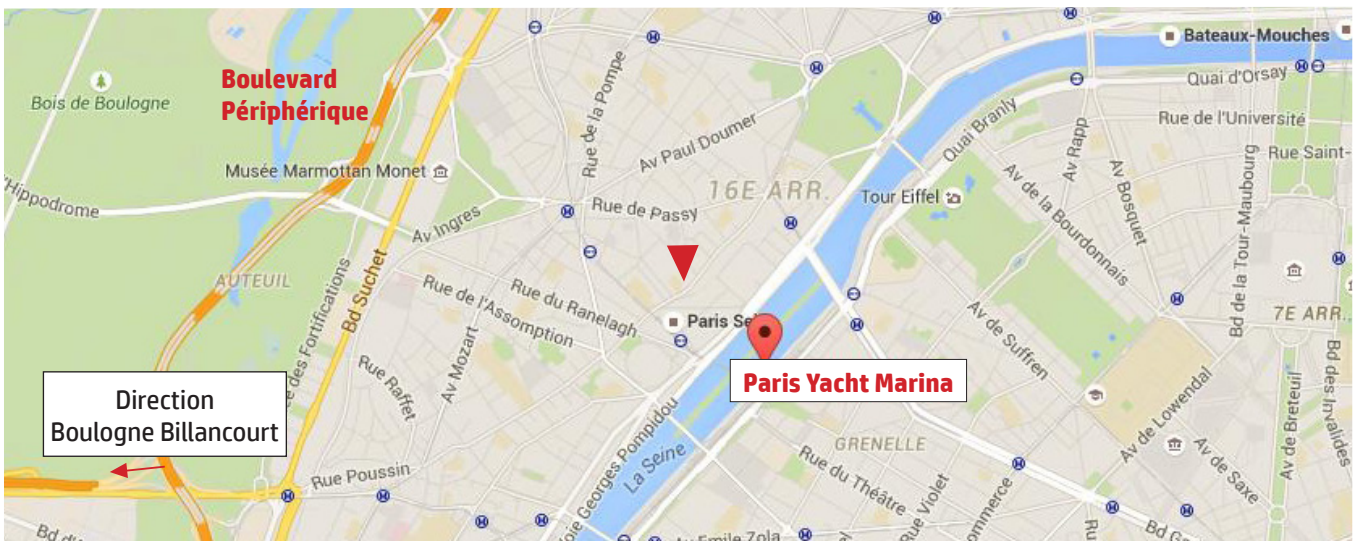 Bateaux-Mouches
Boulevard
Périphérique
Bois de Boulogne
Quai d'Orsay
Rue de la Pompe
Quai Branly
Av Rapp
Rue de l'Université
Av Paul Doumer
Rue Saint-
Musée Marmottan Monet
16E ARR.
Tour Eiffel
l'Hippodrome
Rue de Passy
Av Ingres
Av de la Bourdonnais
Av Bosquet
Bd de la Tour-Maubourg
AUTEUIL
Bd Suchet
Rue de l'Assomption
Rue du Ranelagh
Paris Se
7E ARR.
Av de Suffren
des Fortifications
Av Mozart
Rue Raffet
Paris Yacht Marina
Direction
Boulogne Billancourt
Av de Lowendal
Av de Breteuil
Bd des Invalides
GRENELLE
La Seine
Georges Pompidou
Rue du Théâtre
Rue Violet
Av de Saxe
Rue Poussin
Av Emile Zola